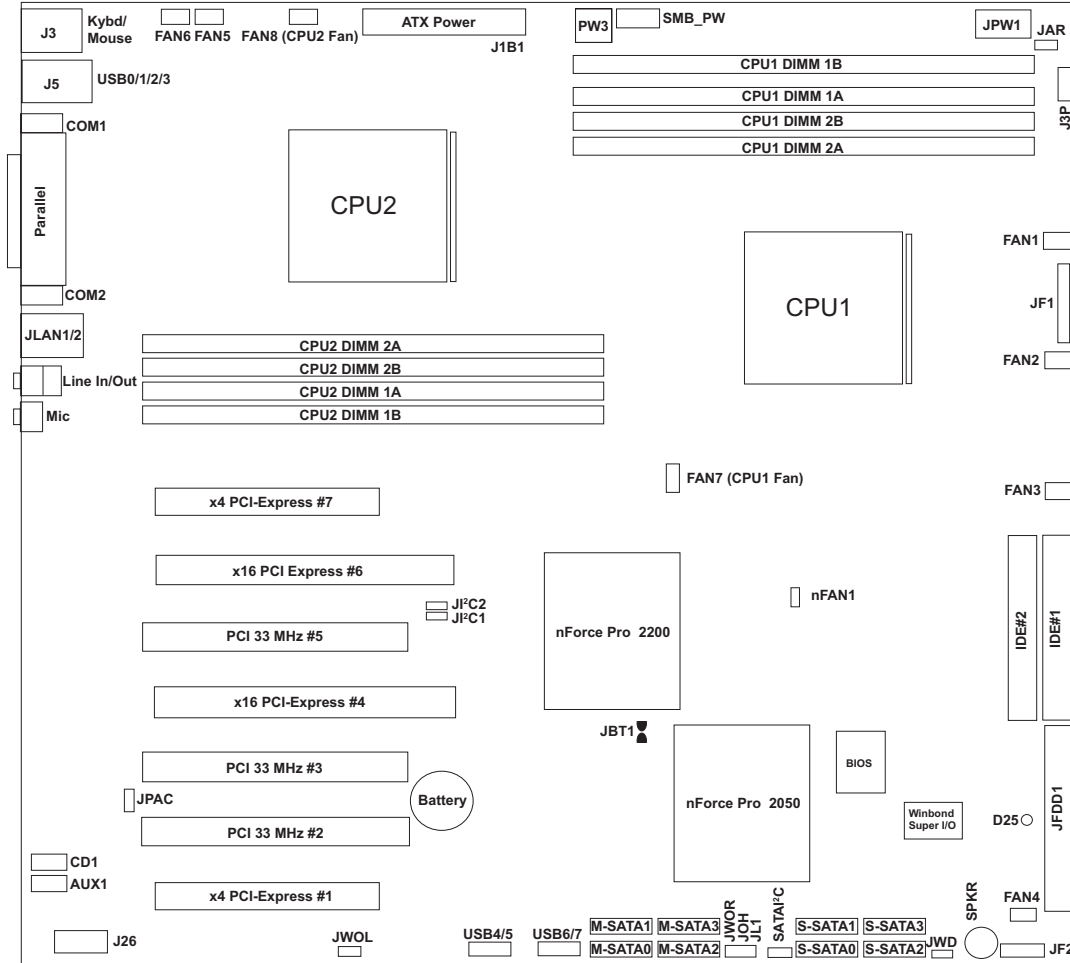 J3
Kybd/
Mouse
FAN6
FAN5
FAN8 (CPU2 Fan)
ATX Power
J1B1
PW3
SMB_PW
JPW1
JAR
J5
USB0/1/2/3
CPU1 DIMM 1B
CPU1 DIMM 1A
CPU1 DIMM 2B
CPU1 DIMM 2A
J3P
COM1
Parallel
COM2
CPU2
CPU1
FAN1
JF1
FAN2
JLAN1/2
Line In/Out
Mic
CPU2 DIMM 2A
CPU2 DIMM 2B
CPU2 DIMM 1A
CPU2 DIMM 1B
FAN7 (CPU1 Fan)
FAN3
x4 PCI-Express #7
x16 PCI Express #6
JI²C2
JI²C1
PCI 33 MHz #5
x16 PCI-Express #4
nForce Pro 2200
nFAN1
IDE#2
IDE#1
JBT1
PCI 33 MHz #3
JPAC
Battery
PCI 33 MHz #2
nForce Pro 2050
BIOS
Winbond
Super I/O
D25
JFDD1
CD1
AUX1
x4 PCI-Express #1
FAN4
J26
JWOL
USB4/5
USB6/7
M-SATA1
M-SATA3
M-SATA0
M-SATA2
JWOR
JOH
JL1
SATAI²C
S-SATA1
S-SATA3
S-SATA0
S-SATA2
JWD
SPKR
JF2